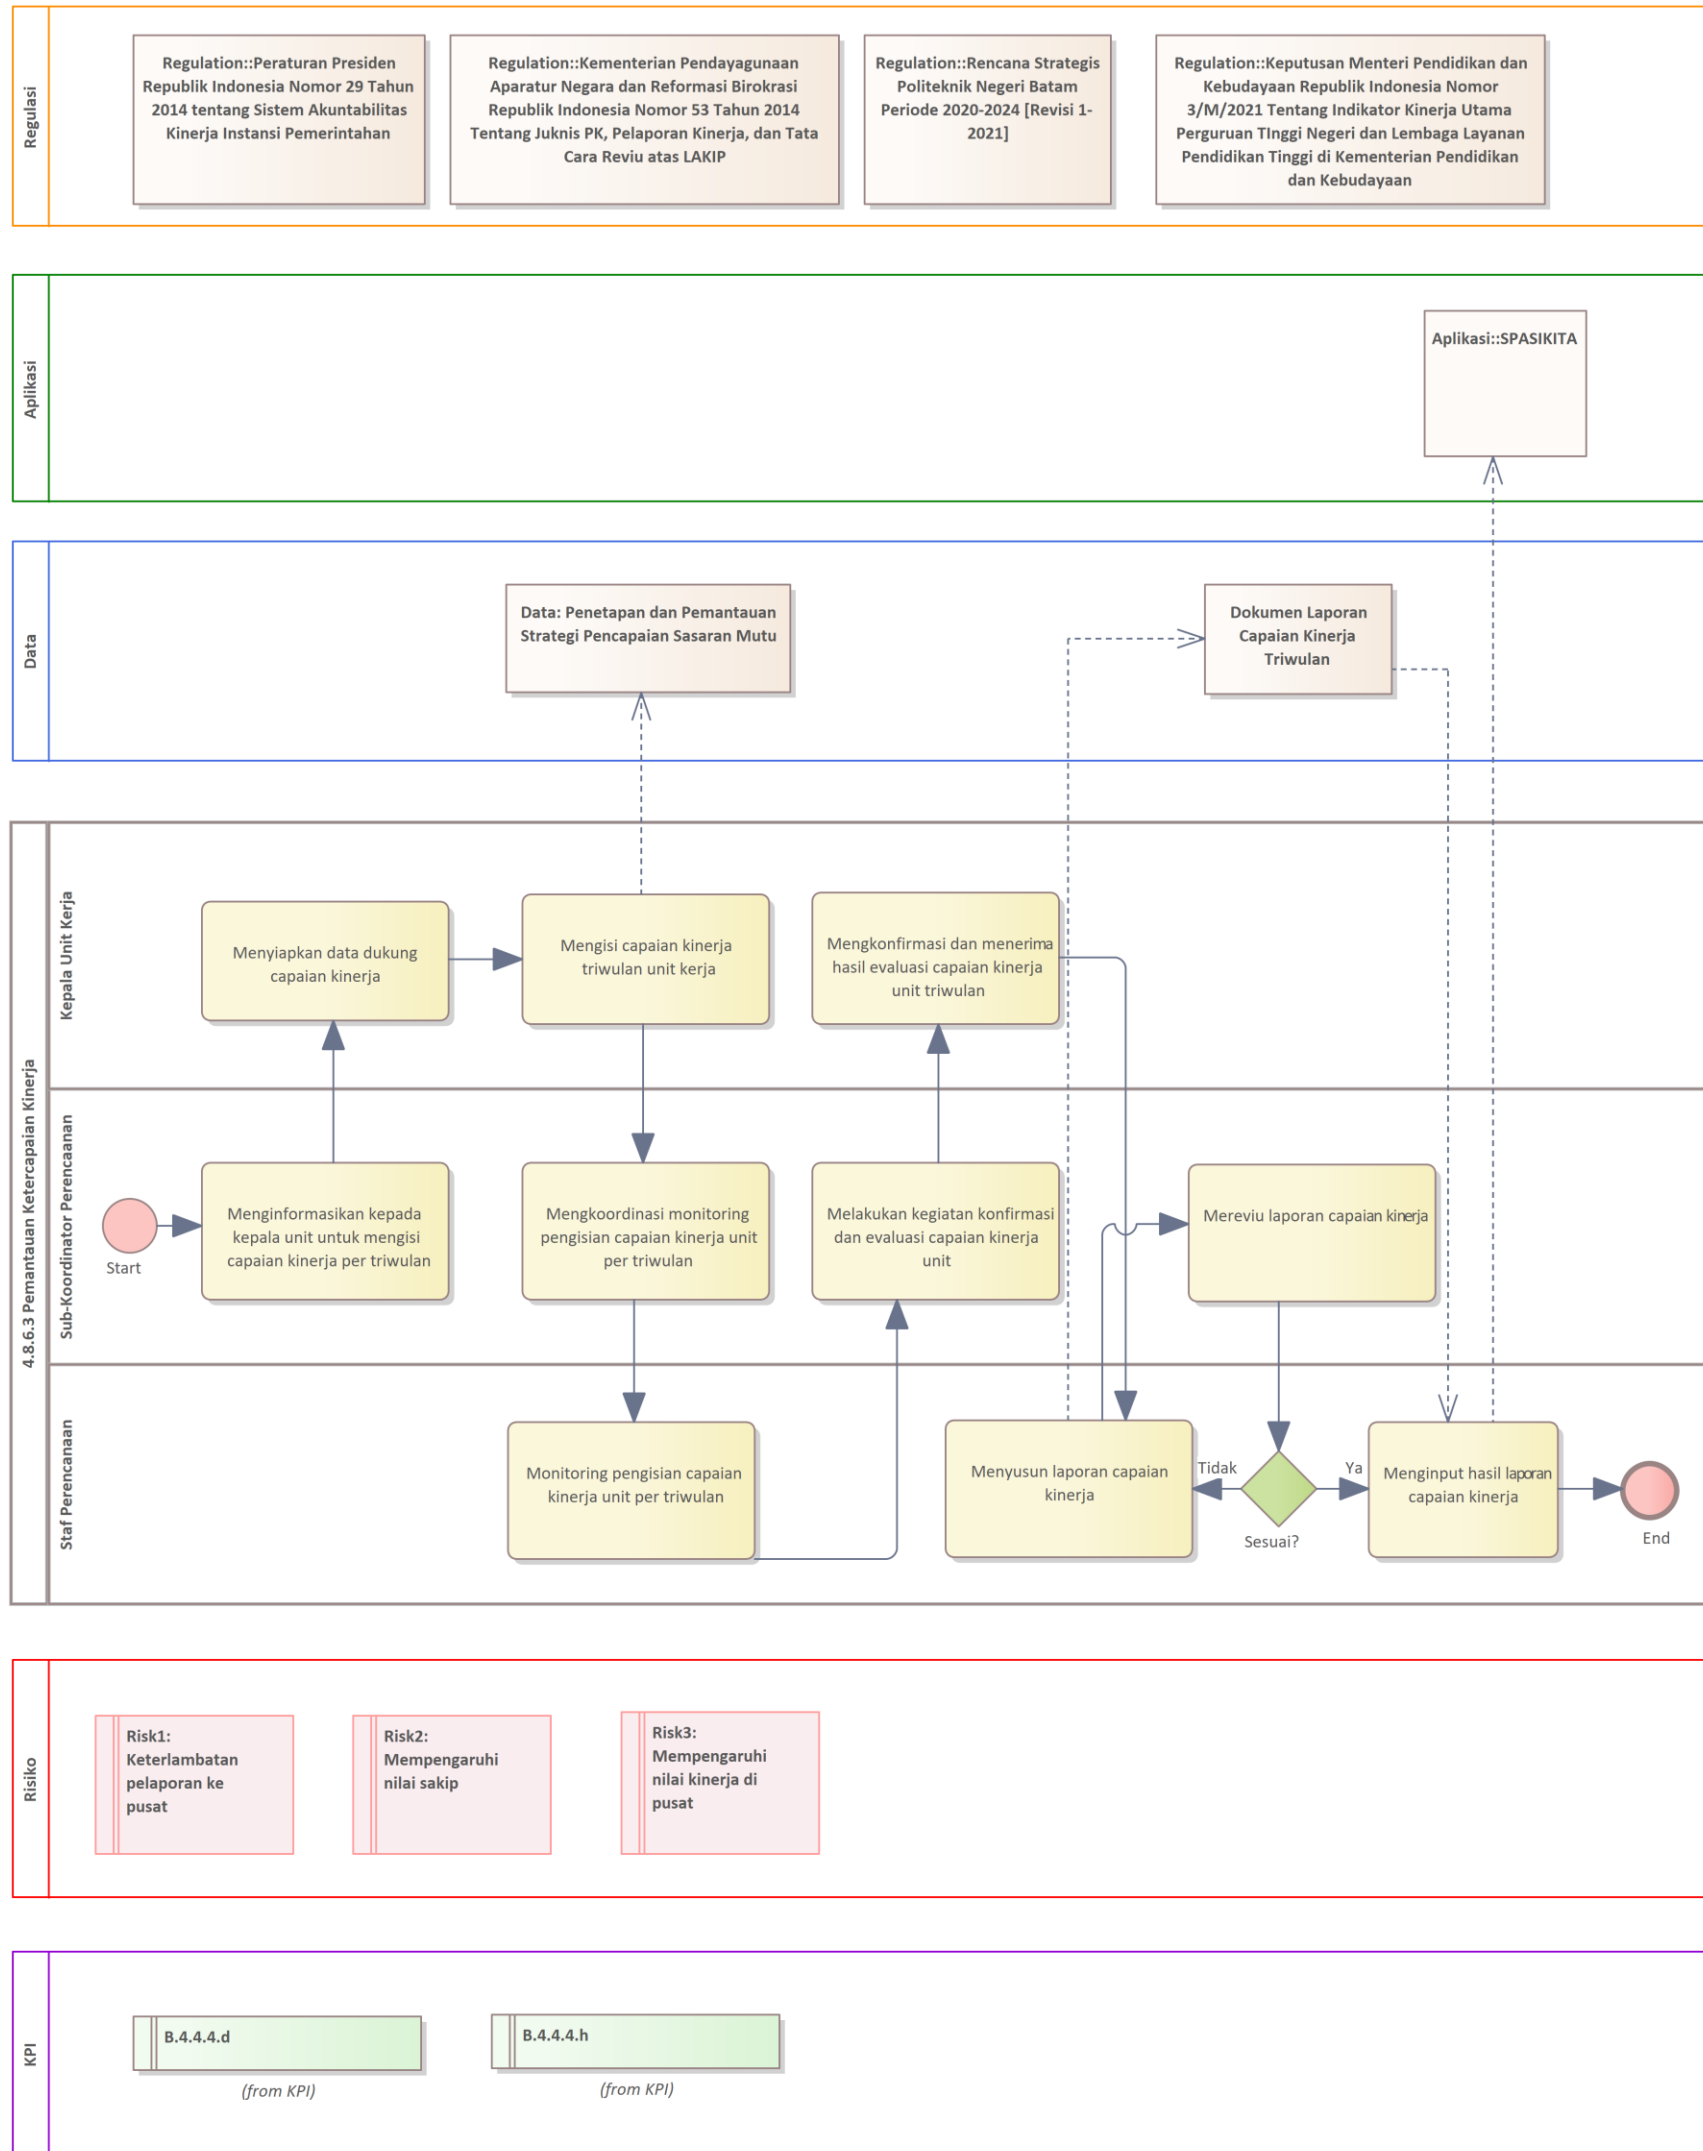 Regulasi
Regulation::Peraturan Presiden
Republik Indonesia Nomor 29 Tahun
2014 tentang Sistem Akuntabilitas
Kinerja Instansi Pemerintahan
Regulation::Kementerian Pendayagunaan
Aparatur Negara dan Reformasi Birokrasi
Republik Indonesia Nomor 53 Tahun 2014
Tentang Juknis PK, Pelaporan Kinerja, dan Tata
Cara Reviu atas LAKIP
Regulation::Rencana Strategis
Politeknik Negeri Batam
Periode 2020-2024 [Revisi 1-
2021]
Regulation::Keputusan Menteri Pendidikan dan
Kebudayaan Republik Indonesia Nomor
3/M/2021 Tentang Indikator Kinerja Utama
Perguruan TInggi Negeri dan Lembaga Layanan
Pendidikan Tinggi di Kementerian Pendidikan
dan Kebudayaan
Aplikasi
Aplikasi::SPASIKITA
Data
Data: Penetapan dan Pemantauan
Strategi Pencapaian Sasaran Mutu
Dokumen Laporan
Capaian Kinerja
Triwulan
4.8.6.3 Pemantauan Ketercapaian Kinerja
Kepala Unit Kerja
Menyiapkan data dukung
capaian kinerja
Mengisi capaian kinerja
triwulan unit kerja
Mengkonfirmasi dan menerima
hasil evaluasi capaian kinerja
unit triwulan
Sub-Koordinator Perencaanan
Start
Menginformasikan kepada
kepala unit untuk mengisi
capaian kinerja per triwulan
Mengkoordinasi monitoring
pengisian capaian kinerja unit
per triwulan
Melakukan kegiatan konfirmasi
dan evaluasi capaian kinerja
unit
Mereviu laporan capaian kinerja
Staf Perencanaan
Monitoring pengisian capaian
kinerja unit per triwulan
Menyusun laporan capaian
kinerja
Tidak
Ya
Sesuai?
Menginput hasil laporan
capaian kinerja
End
Risiko
Risk1:
Keterlambatan
pelaporan ke
pusat
Risk2:
Mempengaruhi
nilai sakip
Risk3:
Mempengaruhi
nilai kinerja di
pusat
KPI
B.4.4.4.d
(from KPI)
B.4.4.4.h
(from KPI)